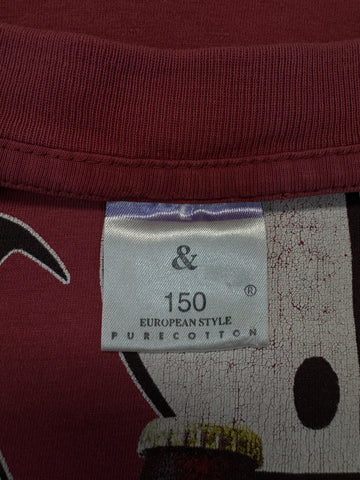 &
150 ®
EUROPEAN STYLE
PURECOTTON